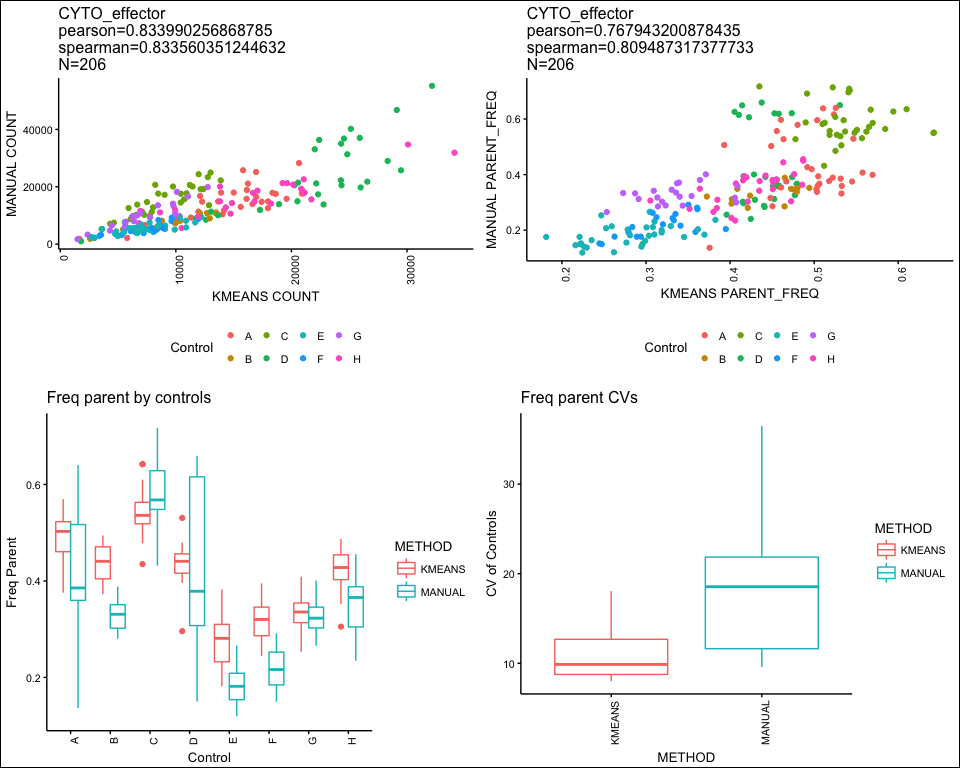 CYTO_effector
pearson=0.833990256868785
spearman=0.833560351244632
N=206
MANUAL COUNT
40000
20000
0
0
10000
20000
30000
KMEANS COUNT
Control
A C E G
B D F H
CYTO_effector
pearson=0.767943200878435
spearman=0.809487317377733
N=206
MANUAL PARENT_FREQ
0.6
0.4
0.2
0.2
0.3
0.4
0.5
0.6
KMEANS PARENT_FREQ
Control
A C E G
B D F H
Freq parent by controls
Freq Parent
0.6
0.4
0.2
A
B
C
D
E
F
G
H
Control
METHOD
KMEANS
MANUAL
Freq parent CVs
CV of Controls
30
20
10
KMEANS
MANUAL
METHOD
METHOD
KMEANS
MANUAL